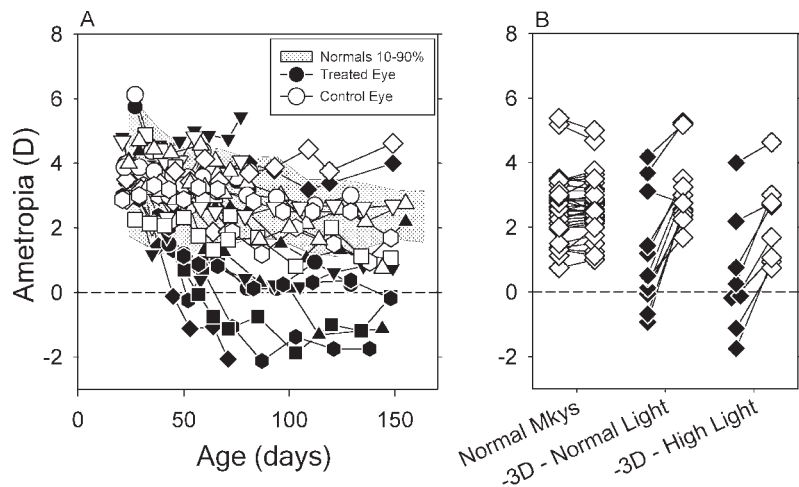 A
B
8
6
4
2
0
-2
Ametropia (D)
Normals 10-90%
Treated Eye
Control Eye
0
50
100
150
Age (days)
8
6
4
2
0
-2
Normal Mkys
-3D - Normal Light
-3D - High Light